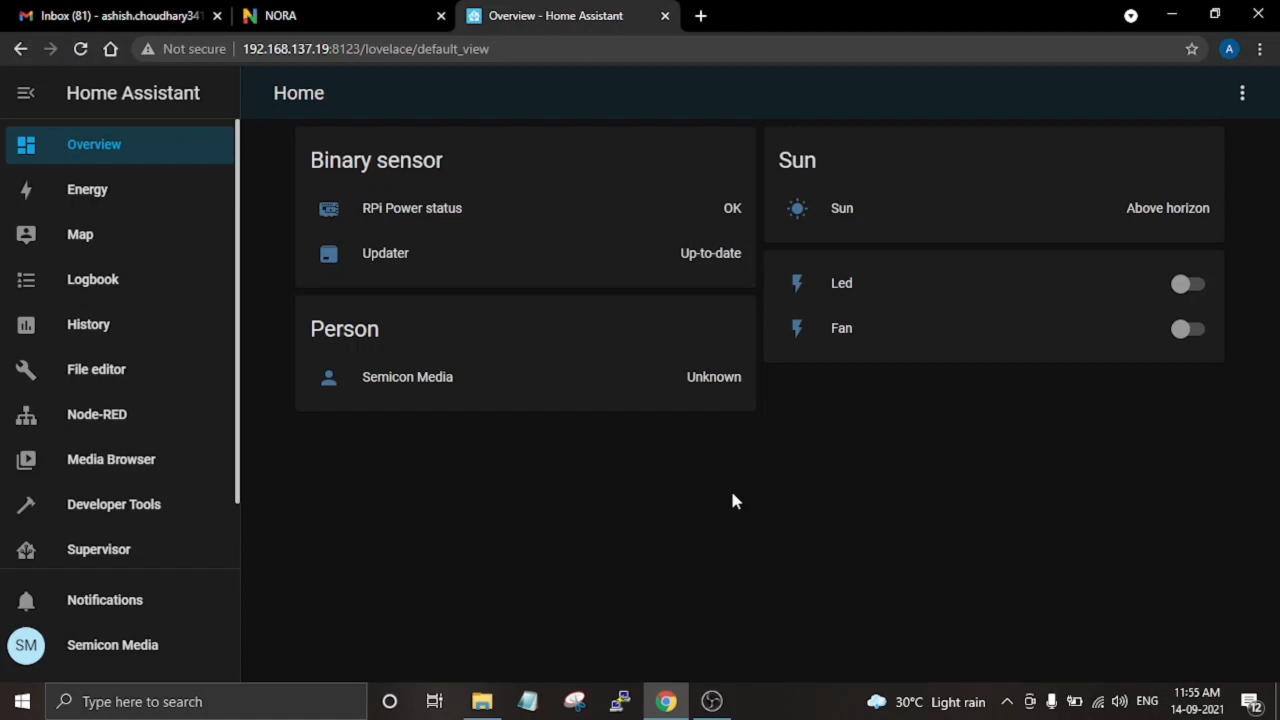 Inbox (81) - ashish.choudhary341
NORA
Overview - Home Assistant
Not secure
192.168.137.19:8123/lovelace/default_view
A
Home Assistant
Home
Overview
Energy
Map
Logbook
History
File editor
Node-RED
Media Browser
Developer Tools
Supervisor
Notifications
SM
Semicon Media
Binary sensor
RPi Power status
OK
Updater
Up-to-date
Person
Semicon Media
Unknown
Sun
Sun
Above horizon
Led
Fan
Type here to search
30°C Light rain
ENG
11:55 AM
14-09-2021
12